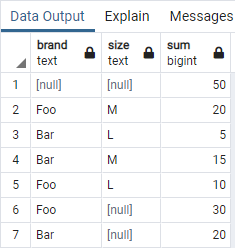 Data Output Explain Messages
brand text size text sum bigint
1 [null] [null] 50
2 Foo M 20
3 Bar L 5
4 Bar M 15
5 Foo L 10
6 Foo [null] 30
7 Bar [null] 20